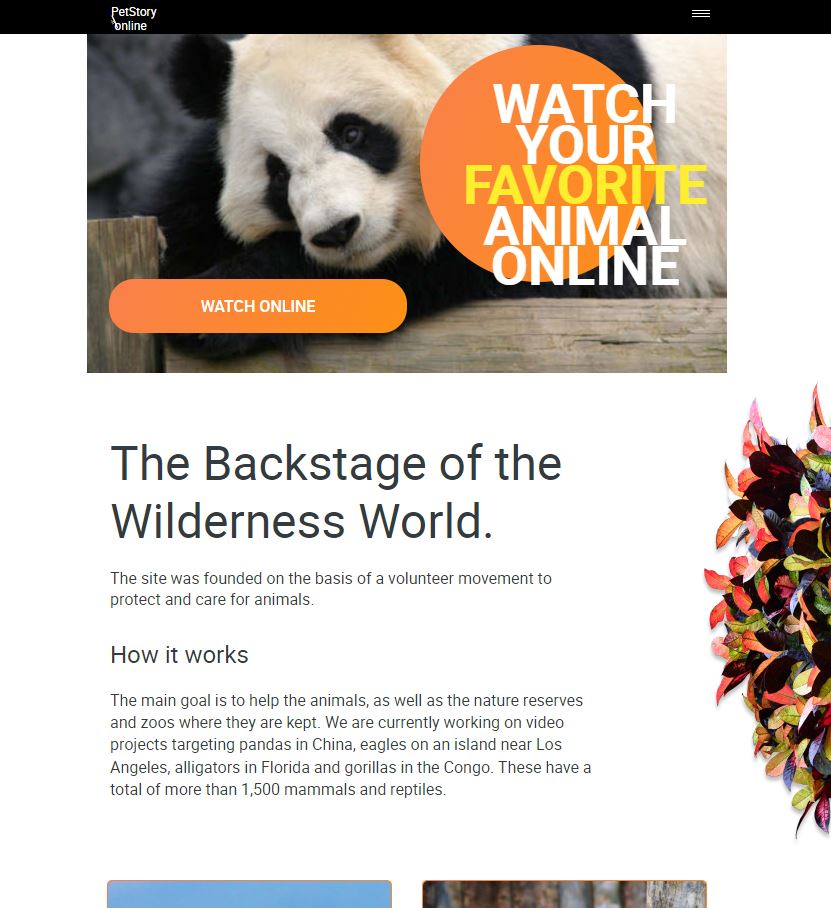 PetStory
online
WATCH
YOUR
FAVORITE
ANIMAL
ONLINE
WATCH ONLINE
The Backstage of the
Wilderness World.
The site was founded on the basis of a volunteer movement to
protect and care for animals.
How it works
The main goal is to help the animals, as well as the nature reserves
and zoos where they are kept. We are currently working on video
projects targeting pandas in China, eagles on an island near Los
Angeles, alligators in Florida and gorillas in the Congo. These have a
total of more than 1,500 mammals and reptiles.